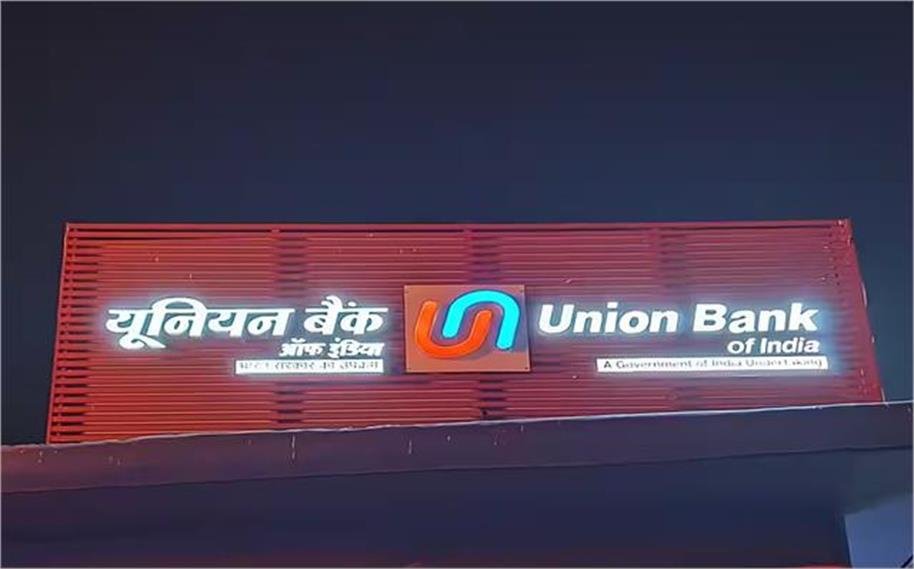 यूनियन बैंक
ऑफ इंडिया
भारत सरकार का उपक्रम
Union Bank
of India
A Government of India Undertaking